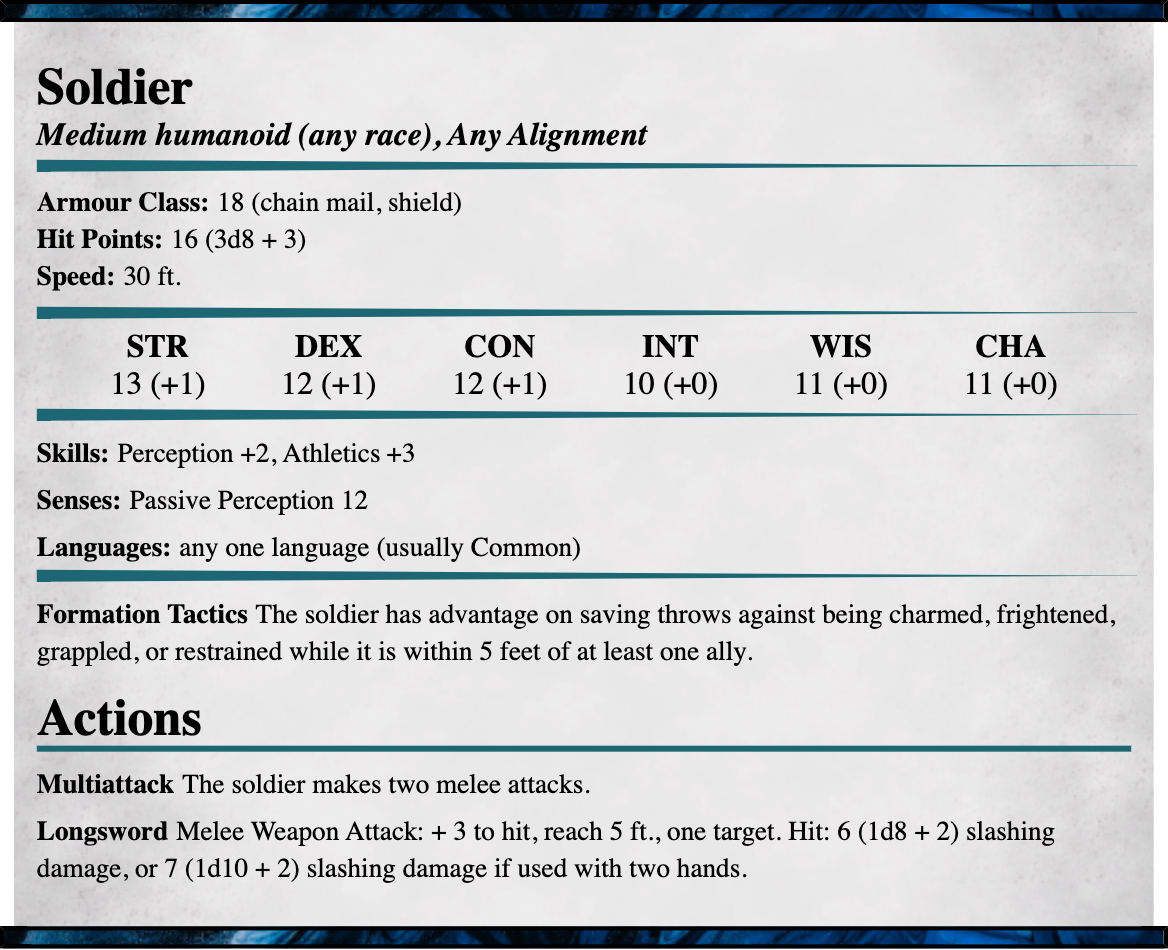 Soldier
Medium humanoid (any race), Any Alignment
Armour Class: 18 (chain mail, shield)
Hit Points: 16 (3d8 + 3)
Speed: 30 ft.
STR DEX CON INT WIS CHA
13 (+1) 12 (+1) 12 (+1) 10 (+0) 11 (+0) 11 (+0)
Skills: Perception +2, Athletics +3
Senses: Passive Perception 12
Languages: any one language (usually Common)
Formation Tactics The soldier has advantage on saving throws against being charmed, frightened,
grappled, or restrained while it is within 5 feet of at least one ally.
Actions
Multiattack The soldier makes two melee attacks.
Longsword Melee Weapon Attack: + 3 to hit, reach 5 ft., one target. Hit: 6 (1d8 + 2) slashing
damage, or 7 (1d10 + 2) slashing damage if used with two hands.